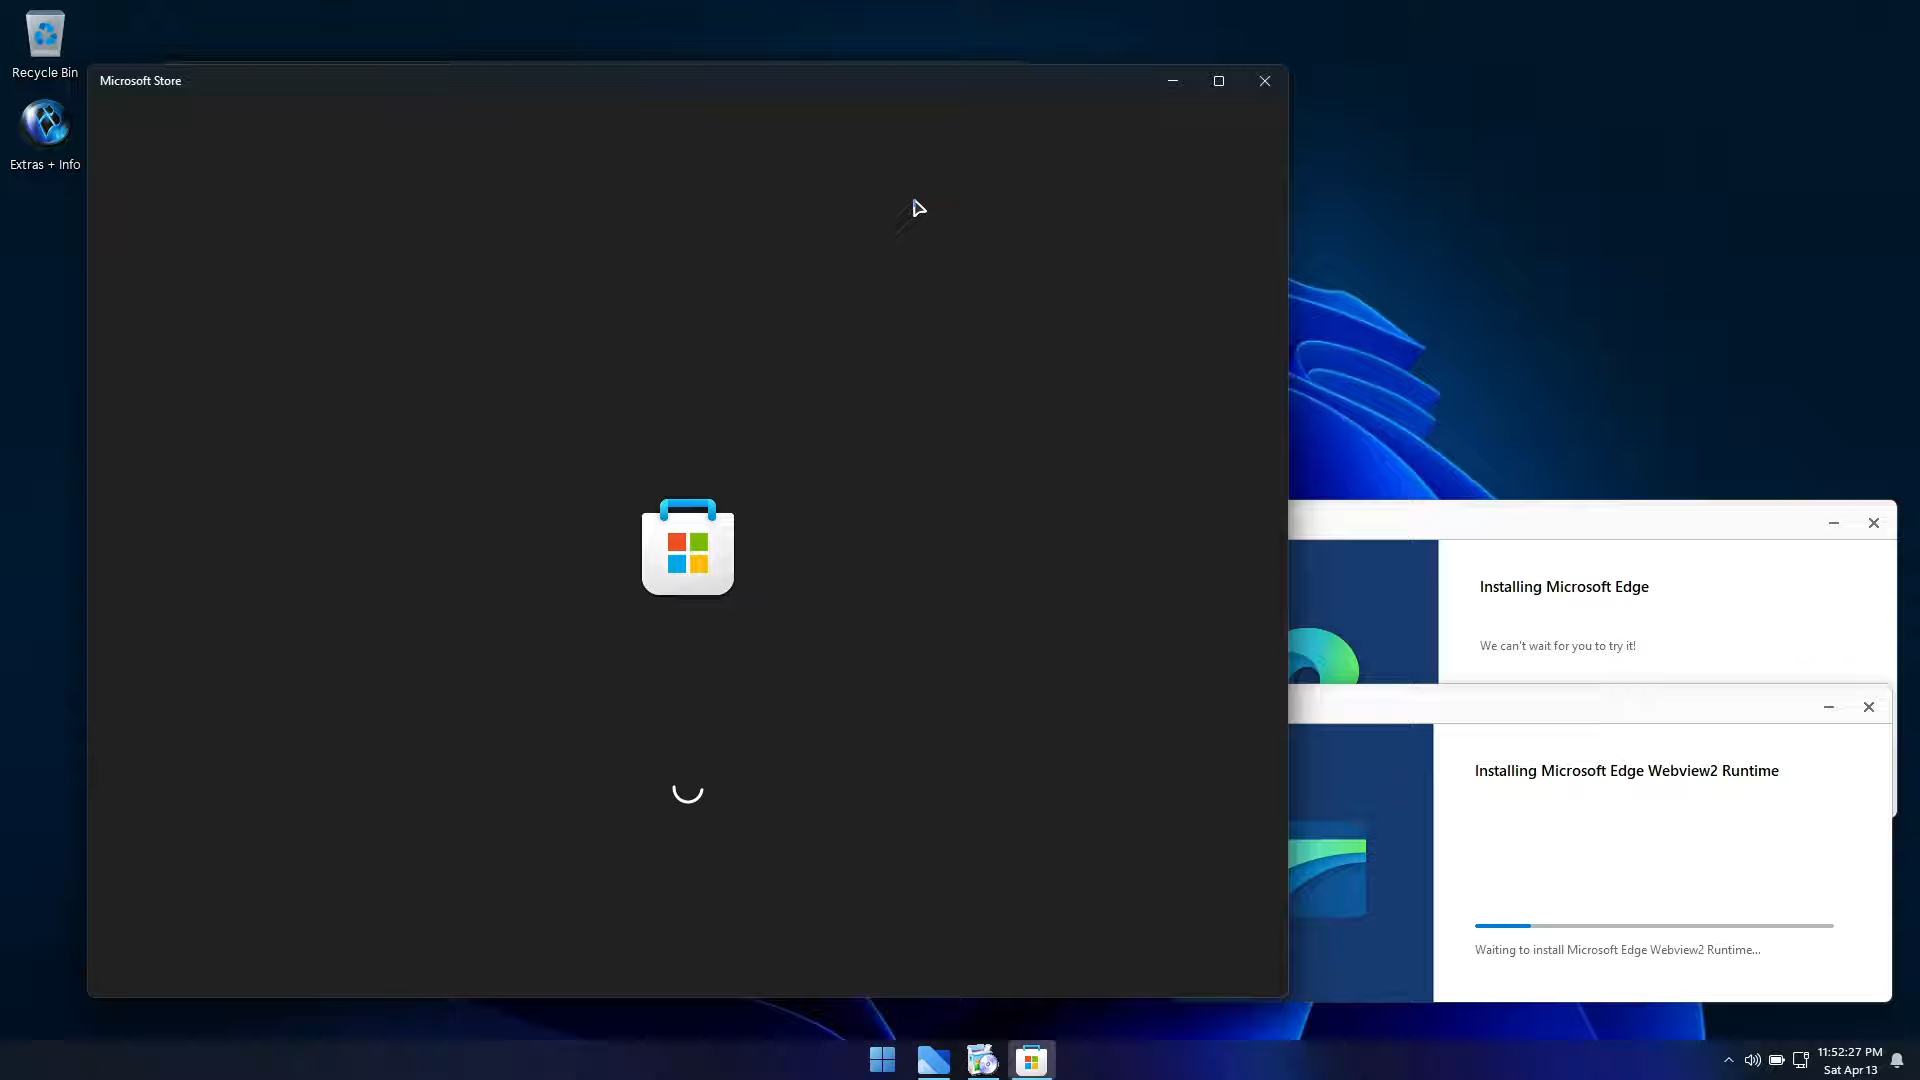 Recycle Bin
Extras + Info
Microsoft Store
Installing Microsoft Edge
We can't wait for you to try it!
Installing Microsoft Edge Webview2 Runtime
Waiting to install Microsoft Edge Webview2 Runtime...
11:52:27 PM
Sat Apr 13